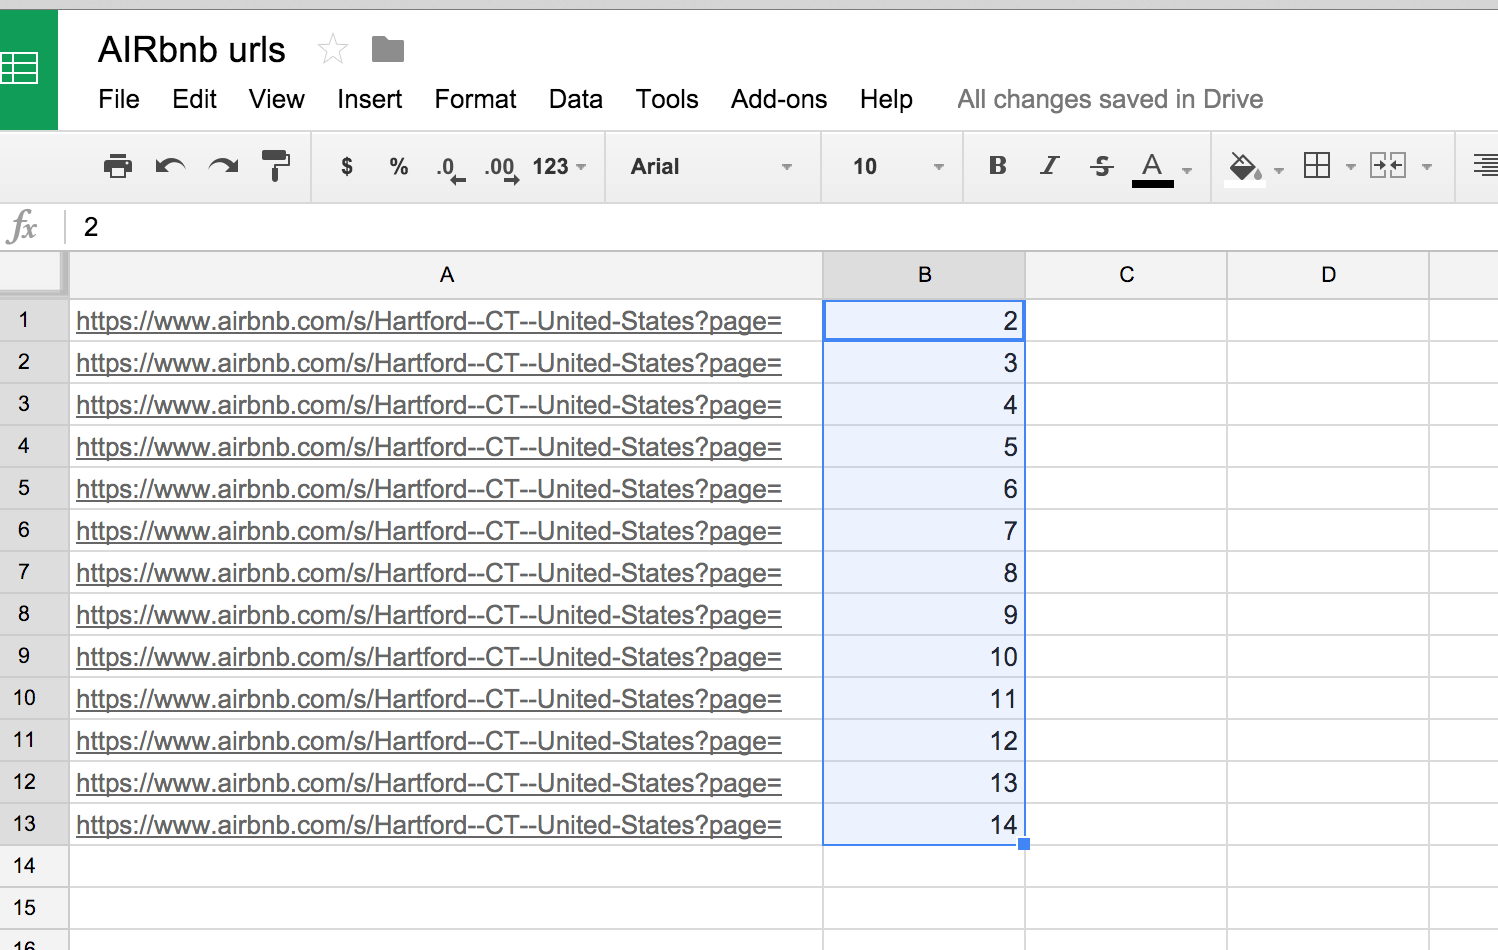 AIRbnb urls
File Edit View Insert Format Data Tools Add-ons Help All changes saved in Drive
$ % .0 .00 123 Arial 10 B I S A
fx 2
A B C D
1 https://www.airbnb.com/s/Hartford--CT--United-States?page= 2
2 https://www.airbnb.com/s/Hartford--CT--United-States?page= 3
3 https://www.airbnb.com/s/Hartford--CT--United-States?page= 4
4 https://www.airbnb.com/s/Hartford--CT--United-States?page= 5
5 https://www.airbnb.com/s/Hartford--CT--United-States?page= 6
6 https://www.airbnb.com/s/Hartford--CT--United-States?page= 7
7 https://www.airbnb.com/s/Hartford--CT--United-States?page= 8
8 https://www.airbnb.com/s/Hartford--CT--United-States?page= 9
9 https://www.airbnb.com/s/Hartford--CT--United-States?page= 10
10 https://www.airbnb.com/s/Hartford--CT--United-States?page= 11
11 https://www.airbnb.com/s/Hartford--CT--United-States?page= 12
12 https://www.airbnb.com/s/Hartford--CT--United-States?page= 13
13 https://www.airbnb.com/s/Hartford--CT--United-States?page= 14
14
15
16